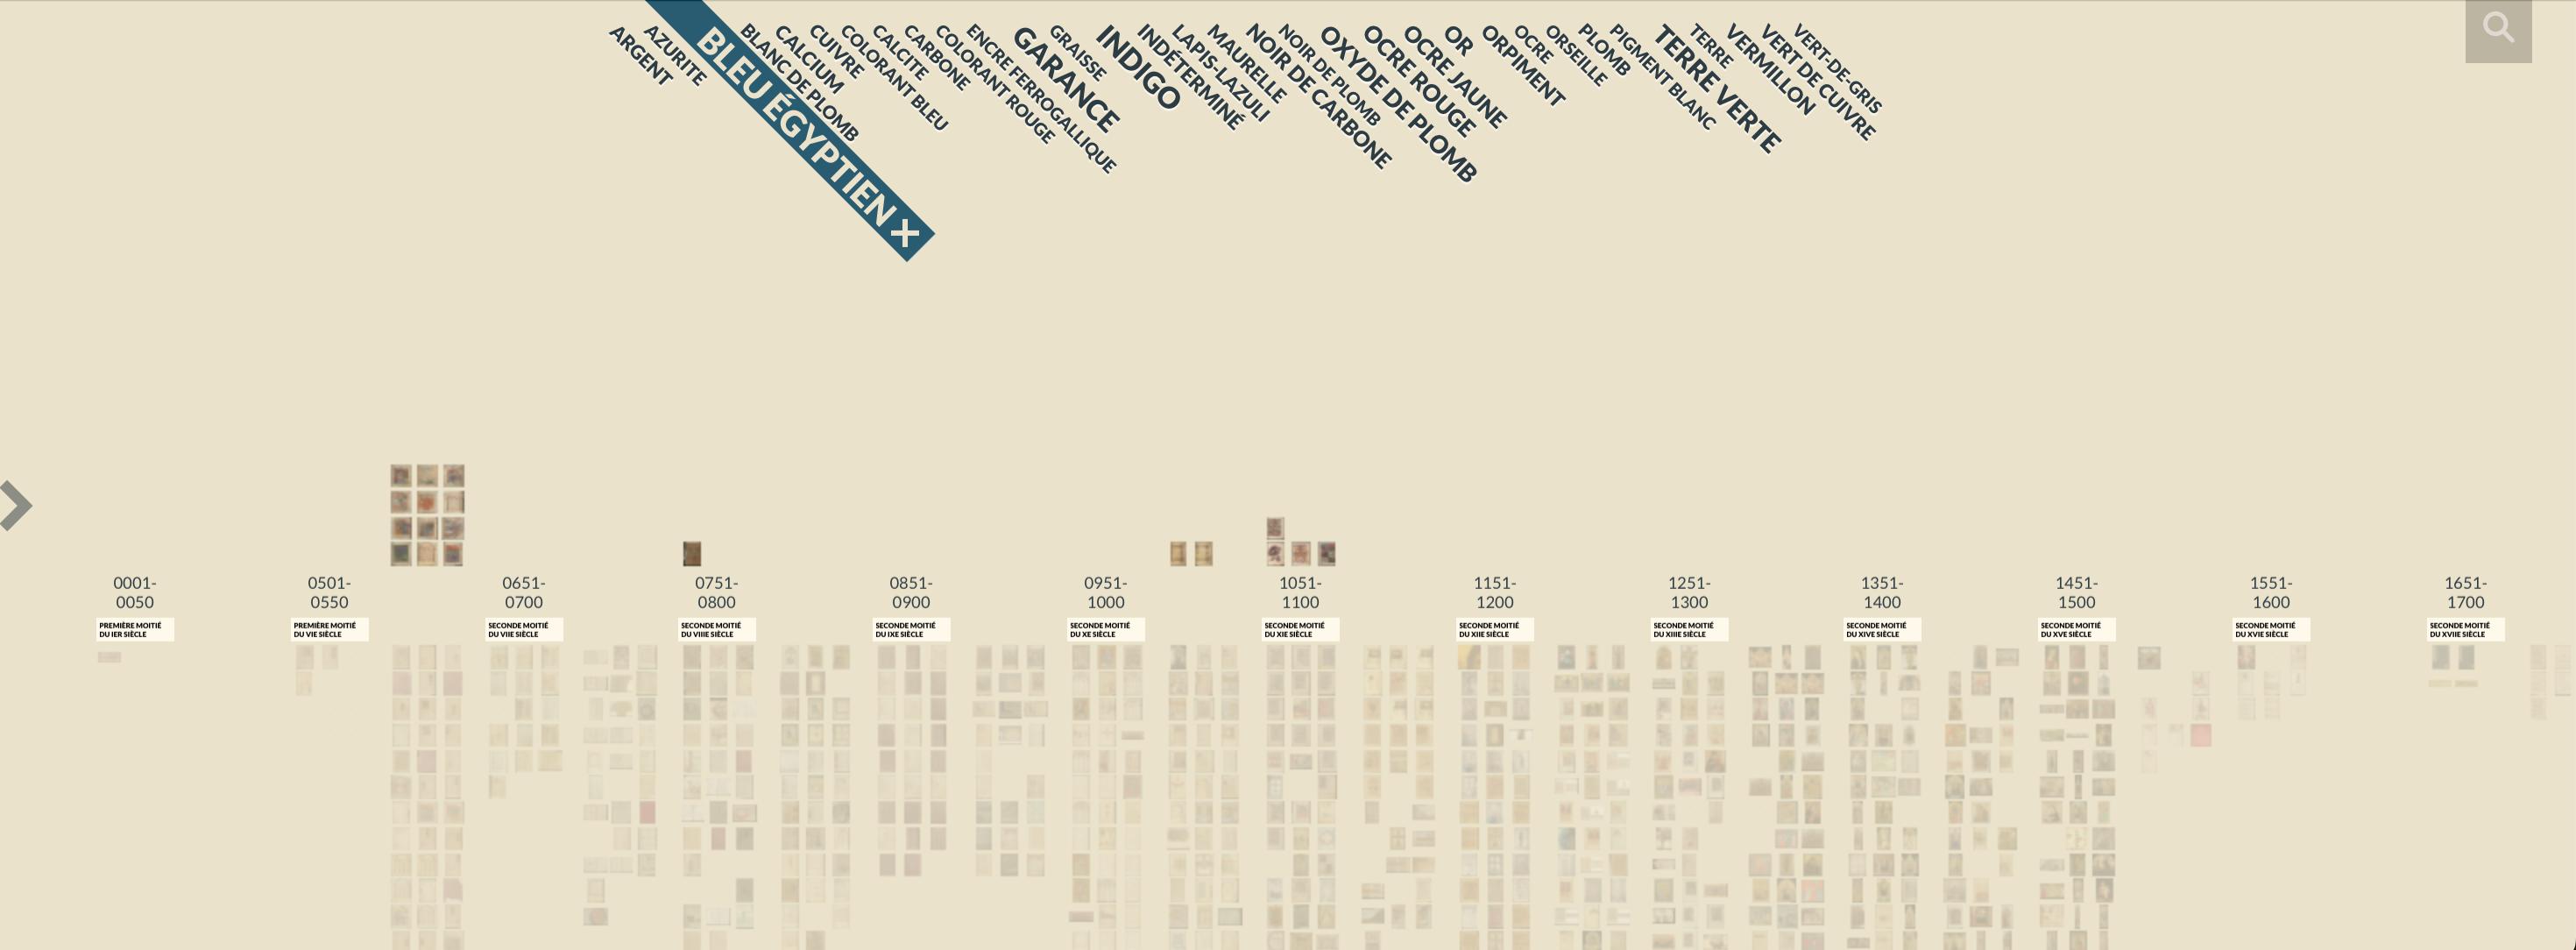 ARGENT
AZURITE
BLEU ÉGYPTIEN +
BLANC DE PLOMB
CALCIUM
CUIVRE
COLORANT BLEU
CALCITE
CARBONE
COLORANT ROUGE
ENCRE FERROGALLIQUE
GARANCE
GRAISSE
INDIGO
INDÉTERMINÉ
LAPIS-LAZULI
MAURELLE
NOIR DE CARBONE
NOIR DE PLOMB
OXYDE DE PLOMB
OCRE ROUGE
OCRE JAUNE
OR
ORPIMENT
OCRE
ORSEILLE
PLOMB
PIGMENT BLANC
TERRE VERTE
TERRE
VERMILLON
VERT DE CUIVRE
VERT-DE-GRIS
0001-
0050
PREMIÈRE MOITIÉ
DU IER SIÈCLE
0501-
0550
PREMIÈRE MOITIÉ
DU VIE SIÈCLE
0651-
0700
SECONDE MOITIÉ
DU VIIE SIÈCLE
0751-
0800
SECONDE MOITIÉ
DU VIIIE SIÈCLE
0851-
0900
SECONDE MOITIÉ
DU IXE SIÈCLE
0951-
1000
SECONDE MOITIÉ
DU XE SIÈCLE
1051-
1100
SECONDE MOITIÉ
DU XIE SIÈCLE
1151-
1200
SECONDE MOITIÉ
DU XIIE SIÈCLE
1251-
1300
SECONDE MOITIÉ
DU XIIIE SIÈCLE
1351-
1400
SECONDE MOITIÉ
DU XIVE SIÈCLE
1451-
1500
SECONDE MOITIÉ
DU XVE SIÈCLE
1551-
1600
SECONDE MOITIÉ
DU XVIE SIÈCLE
1651-
1700
SECONDE MOITIÉ
DU XVIIE SIÈCLE